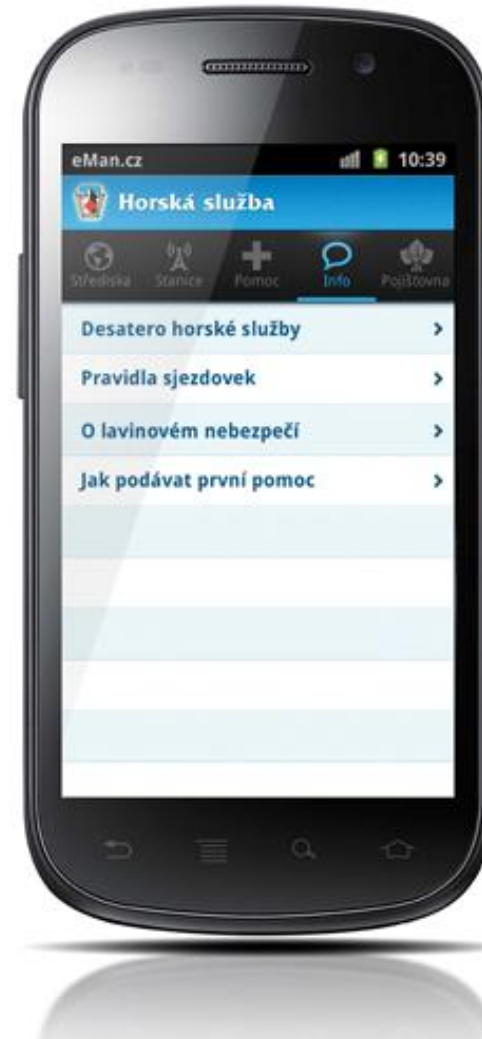 eMan.cz 10:39
Horská služba
Střediska Stanice Pomoc Info Pojišťovna
Desatero horské služby
Pravidla sjezdovek
O lavinovém nebezpečí
Jak podávat první pomoc